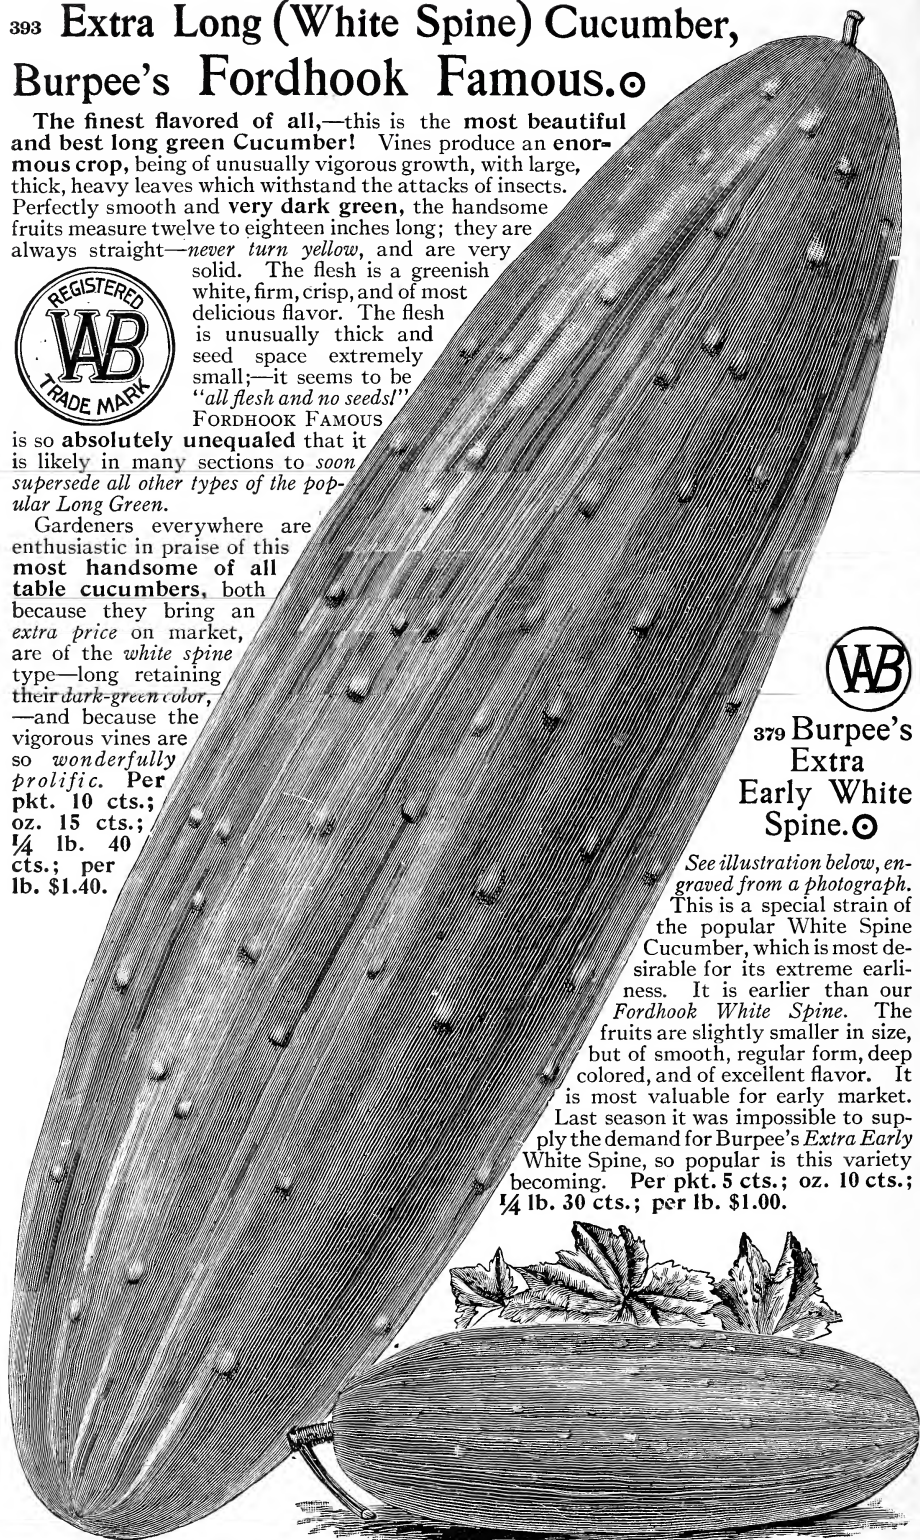 393 Extra Long (White Spine) Cucumber,
Burpee's Fordhook Famous.
The finest flavored of all,—this is the most beautiful
and best long green Cucumber! Vines produce an enor-
mous crop, being of unusually vigorous growth, with large,
thick, heavy leaves which withstand the attacks of insects.
Perfectly smooth and very dark green, the handsome
fruits measure twelve to eighteen inches long; they are
always straight—never turn yellow, and are very
solid. The flesh is a greenish
white, firm, crisp, and of most
delicious flavor. The flesh
is unusually thick and
seed space extremely
small;—it seems to be
"all flesh and no seeds!"
FORDHOOK FAMOUS
is so absolutely unequaled that it
is likely in many sections to soon
supersede all other types of the pop-
ular Long Green.
REGISTERED
WAB
TRADE MARK
Gardeners everywhere are
enthusiastic in praise of this
most handsome of all
table cucumbers, both
because they bring an
extra price on market,
are of the white spine
type—long retaining
their dark-green color,
—and because the
vigorous vines are
so wonderfully
prolific. Per
pkt. 10 cts.;
oz. 15 cts.;
¼ lb. 40
cts.; per
lb. $1.40.
WAB
379 Burpee's
Extra
Early White
Spine.
See illustration below, en-
graved from a photograph.
This is a special strain of
the popular White Spine
Cucumber, which is most de-
sirable for its extreme earli-
ness. It is earlier than our
Fordhook White Spine. The
fruits are slightly smaller in size,
but of smooth, regular form, deep
colored, and of excellent flavor. It
is most valuable for early market.
Last season it was impossible to sup-
ply the demand for Burpee's Extra Early
White Spine, so popular is this variety
becoming. Per pkt. 5 cts.; oz. 10 cts.;
¼ lb. 30 cts.; per lb. $1.00.